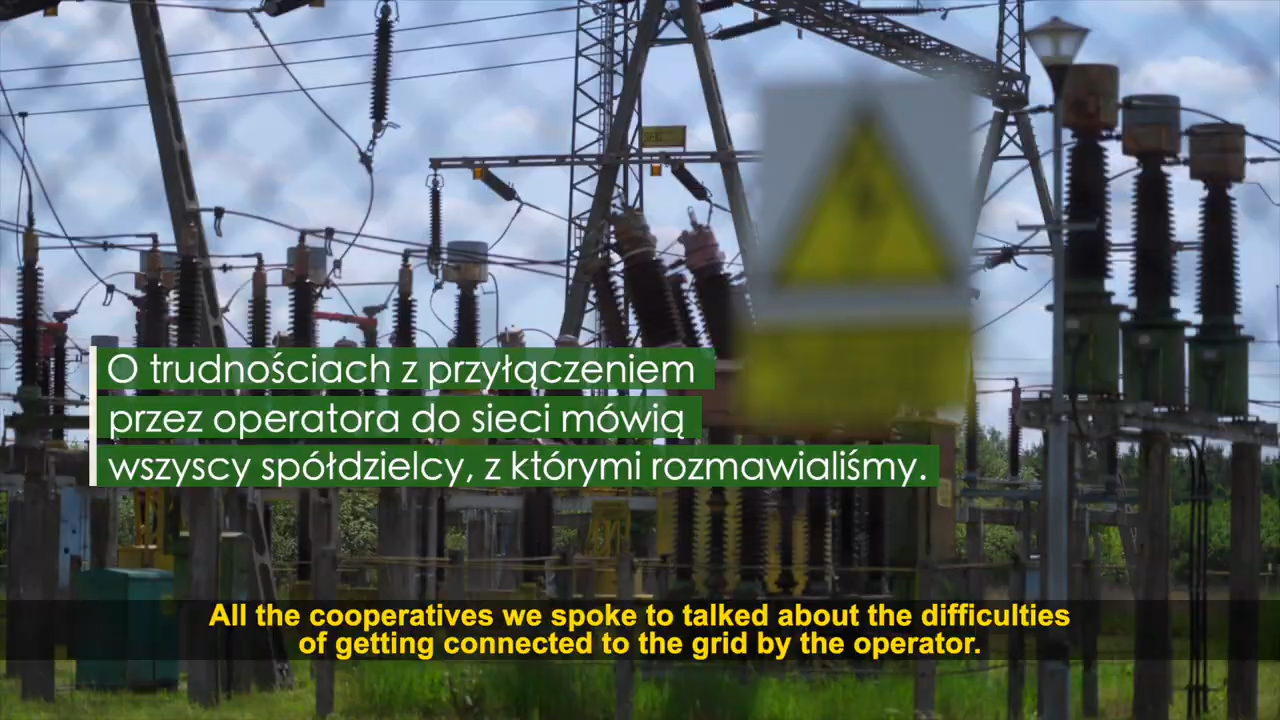 O trudnościach z przyłączeniem
przez operatora do sieci mówią
wszyscy spółdzielcy, z którymi rozmawialiśmy.
All the cooperatives we spoke to talked about the difficulties
of getting connected to the grid by the operator.